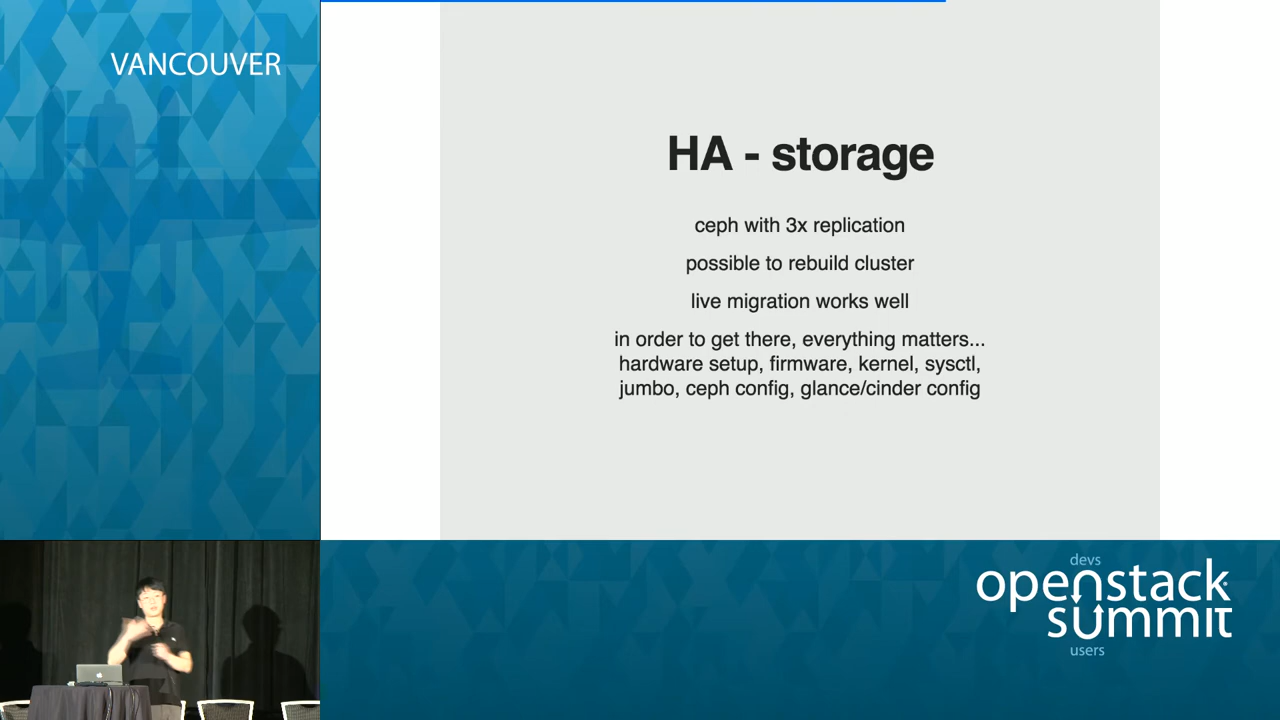 VANCOUVER
HA - storage
ceph with 3x replication
possible to rebuild cluster
live migration works well
in order to get there, everything matters...
hardware setup, firmware, kernel, sysctl,
jumbo, ceph config, glance/cinder config
devs
openstack
summit
users